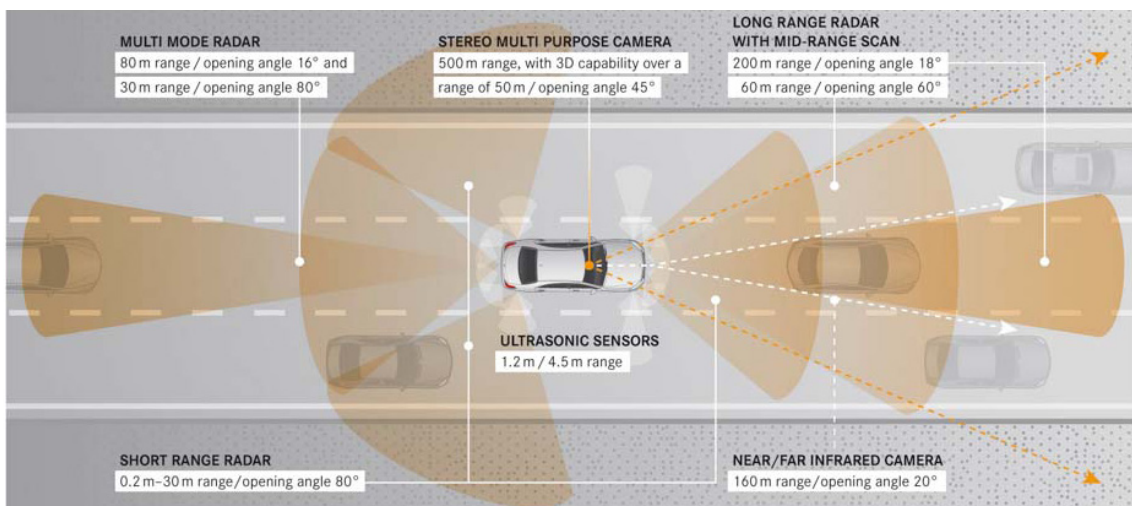 MULTI MODE RADAR
80 m range / opening angle 16° and
30 m range / opening angle 80°
STEREO MULTI PURPOSE CAMERA
500 m range, with 3D capability over a
range of 50 m / opening angle 45°
LONG RANGE RADAR
WITH MID-RANGE SCAN
200 m range / opening angle 18°
60 m range / opening angle 60°
ULTRASONIC SENSORS
1.2 m / 4.5 m range
SHORT RANGE RADAR
0.2 m–30 m range/opening angle 80°
NEAR/FAR INFRARED CAMERA
160 m range/opening angle 20°